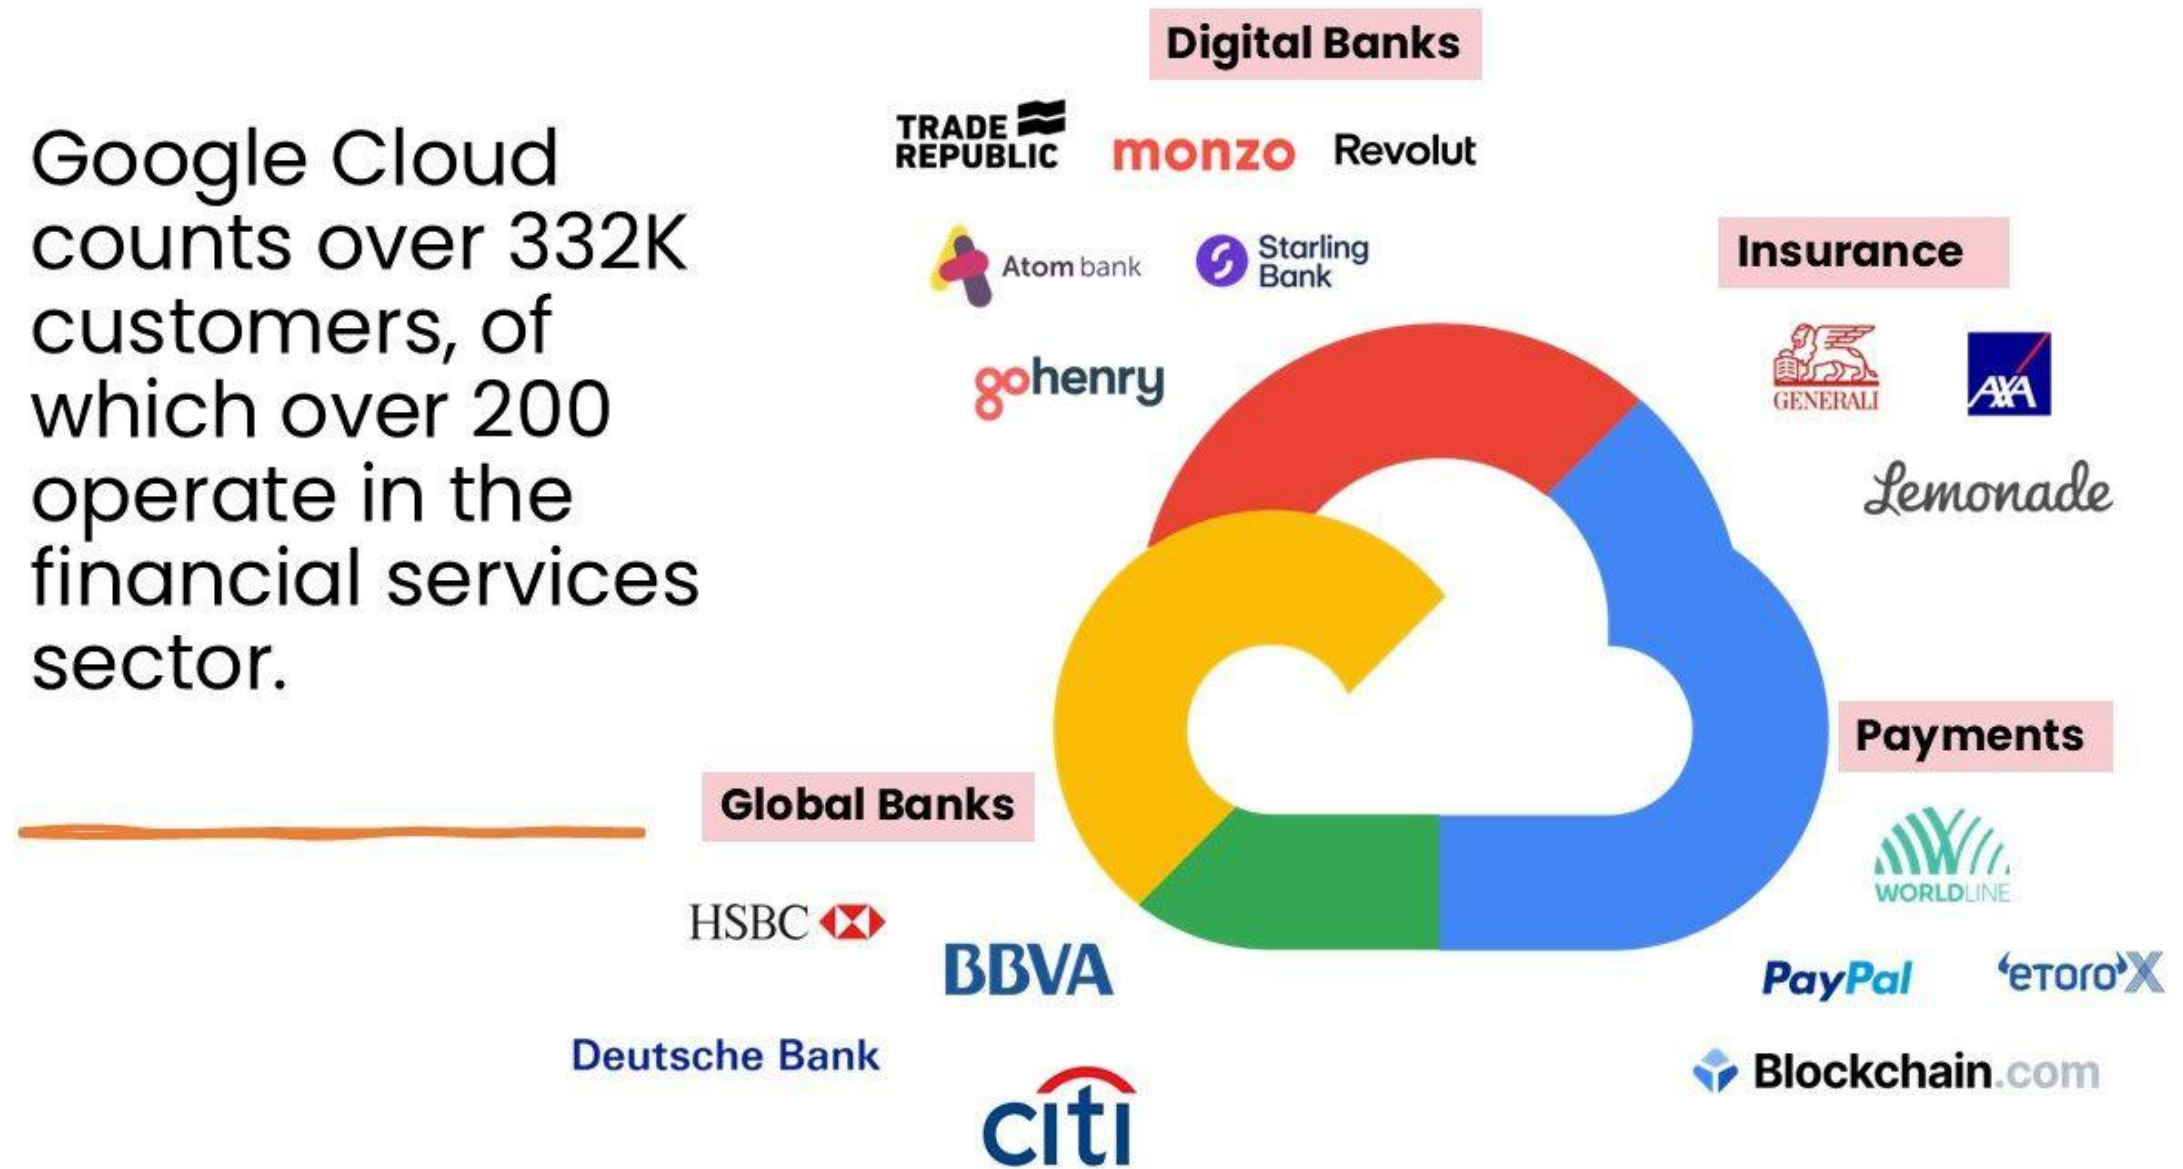 Google Cloud
counts over 332K
customers, of
which over 200
operate in the
financial services
sector.
Digital Banks
TRADE
REPUBLIC
monzo
Revolut
Atom bank
Starling
Bank
gohenry
Insurance
GENERALI
AXA
Lemonade
Global Banks
HSBC
BBVA
Deutsche Bank
citi
Payments
WORLDLINE
PayPal
'eTORO'X
Blockchain.com